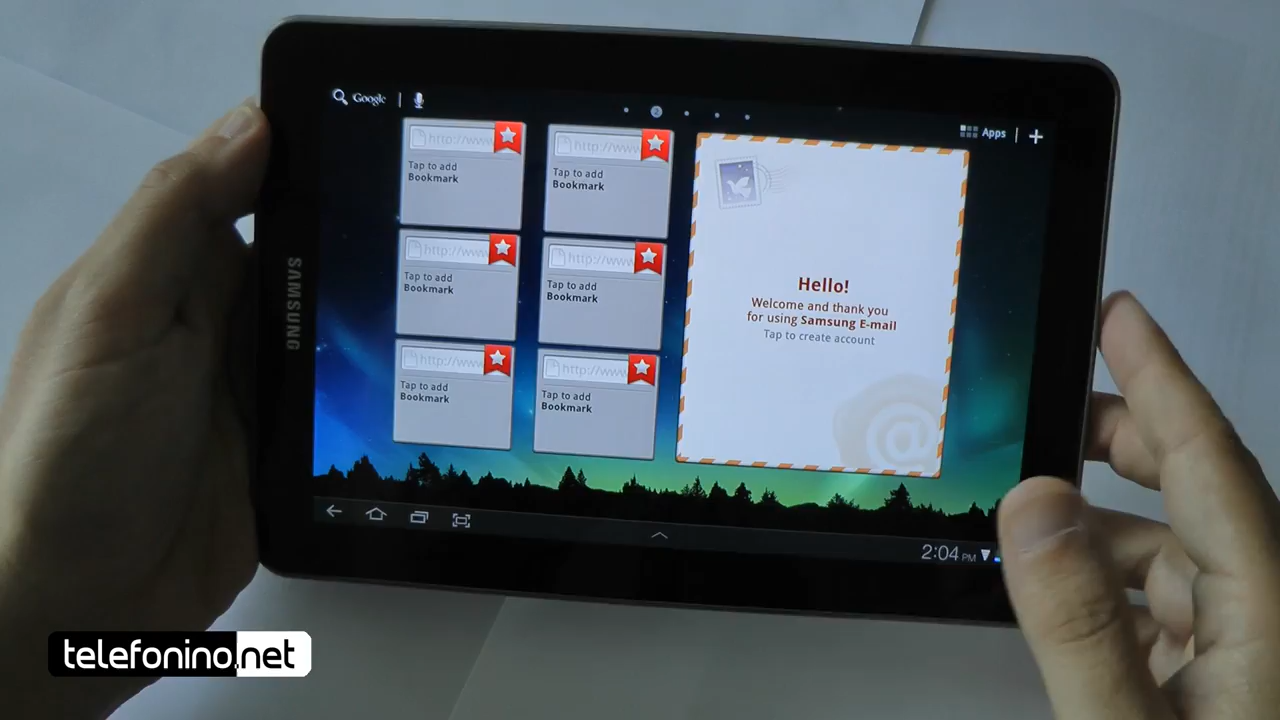 Google
Apps
http://www
Tap to add
Bookmark
http://www
Tap to add
Bookmark
http://www
Tap to add
Bookmark
http://www
Tap to add
Bookmark
http://www
Tap to add
Bookmark
http://www
Tap to add
Bookmark
Hello!
Welcome and thank you
for using Samsung E-mail
Tap to create account
@
SAMSUNG
2:04 PM
telefonino.net